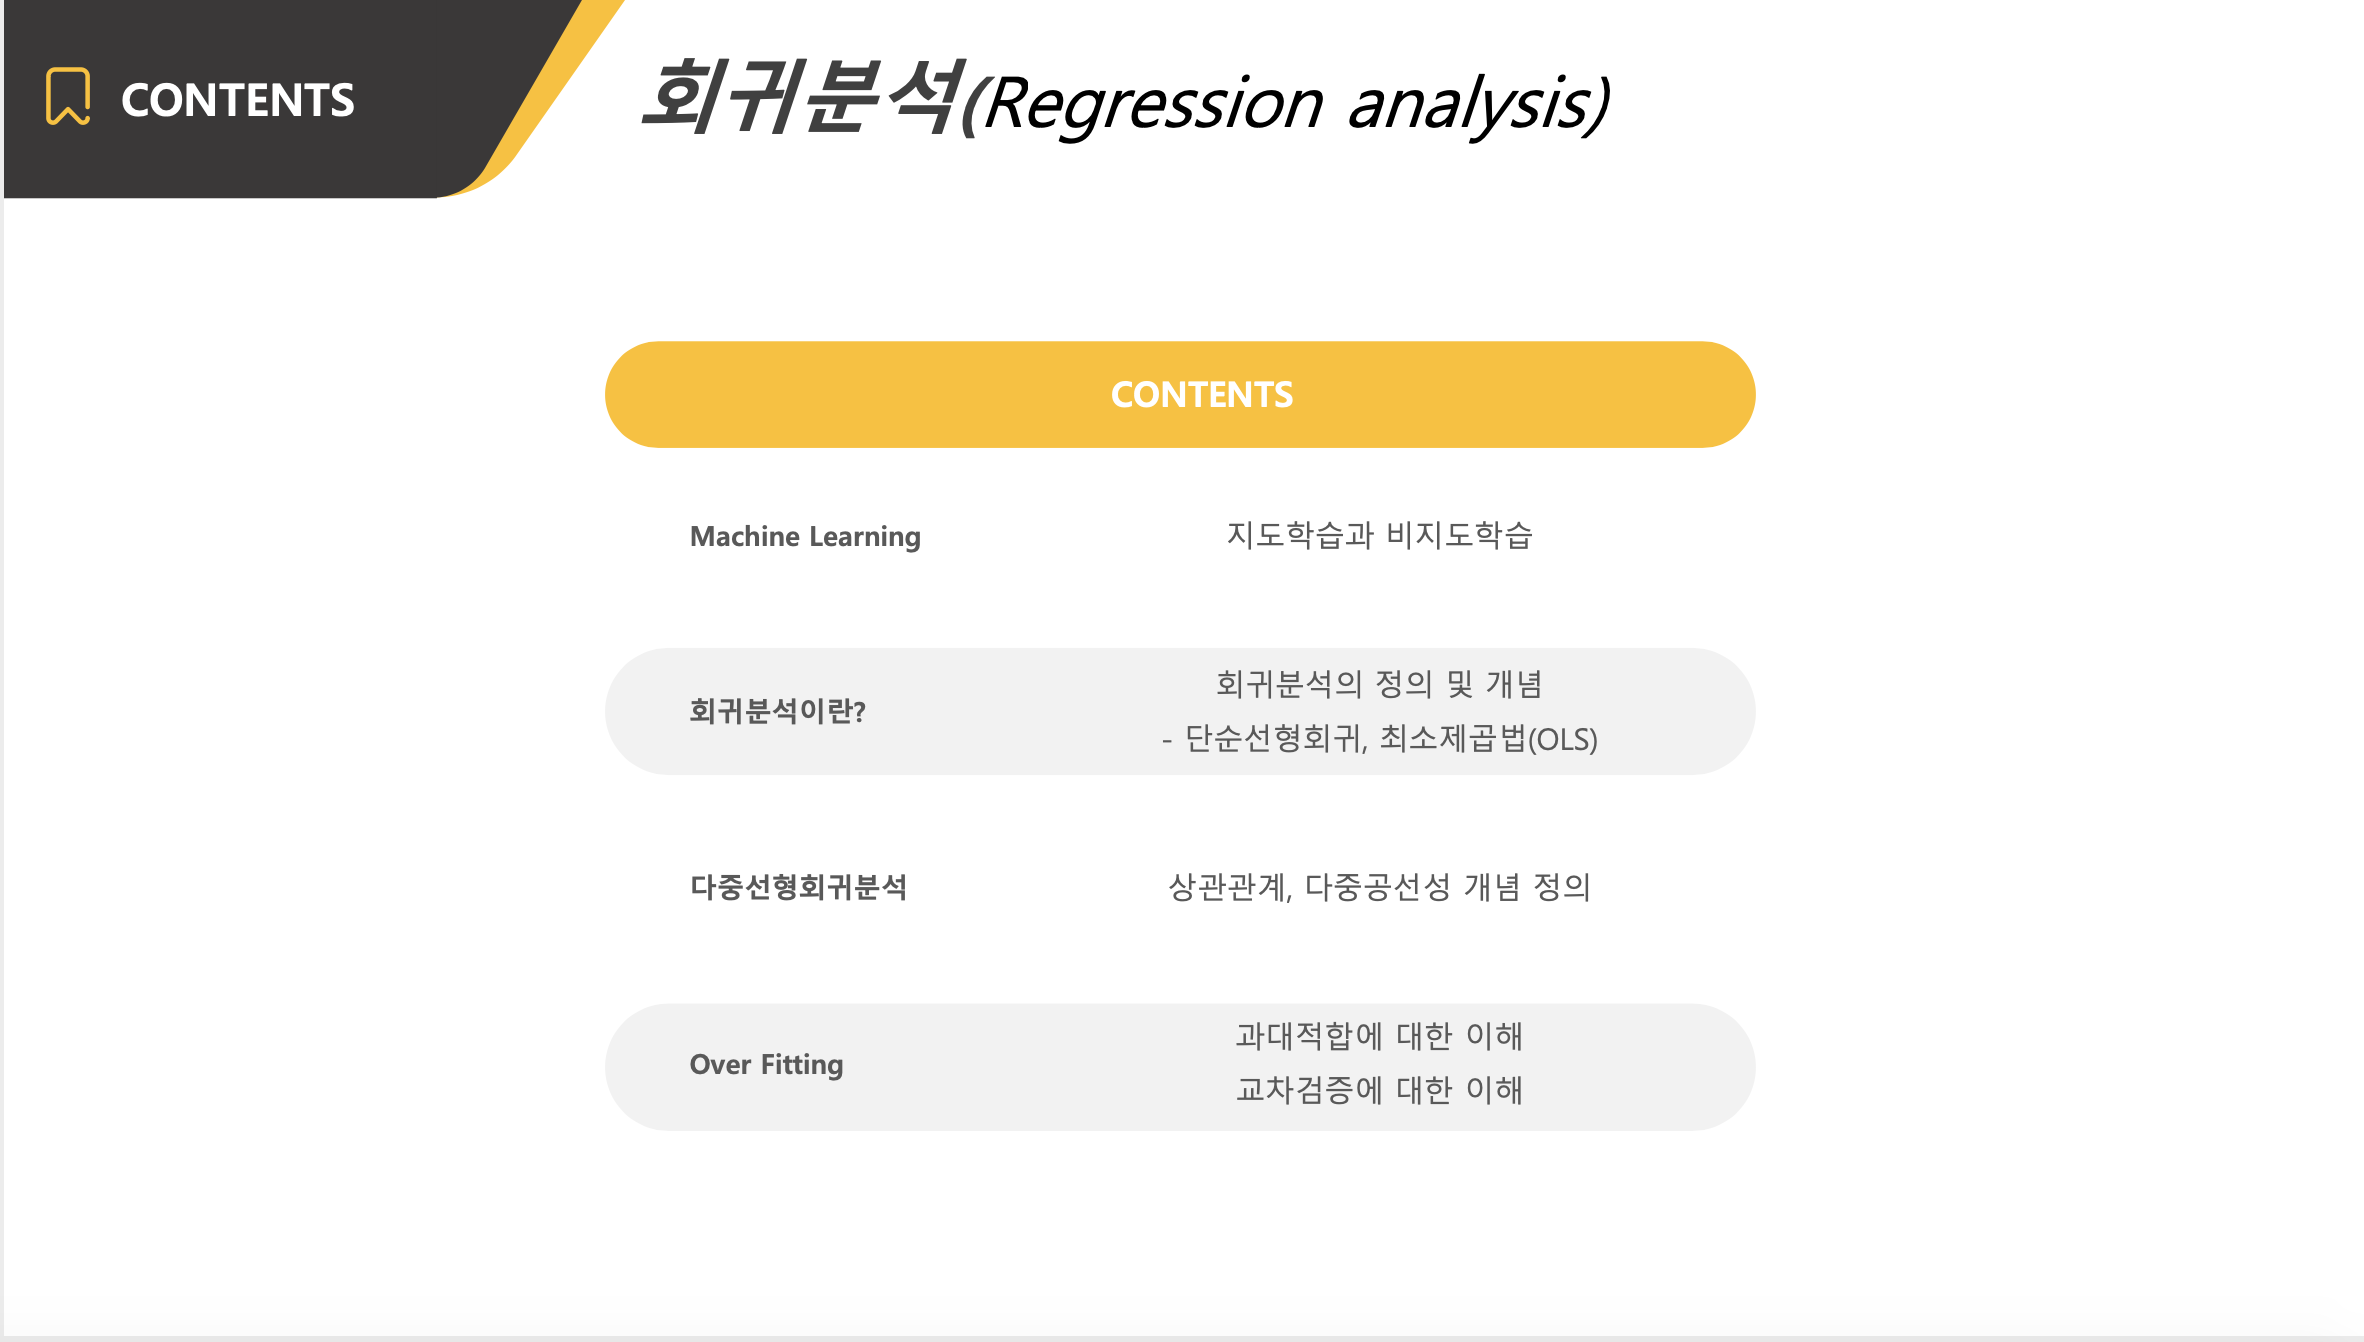 CONTENTS
회귀분석(Regression analysis)
CONTENTS
Machine Learning
지도학습과 비지도학습
회귀분석이란?
회귀분석의 정의 및 개념
- 단순선형회귀, 최소제곱법(OLS)
다중선형회귀분석
상관관계, 다중공선성 개념 정의
Over Fitting
과대적합에 대한 이해
교차검증에 대한 이해